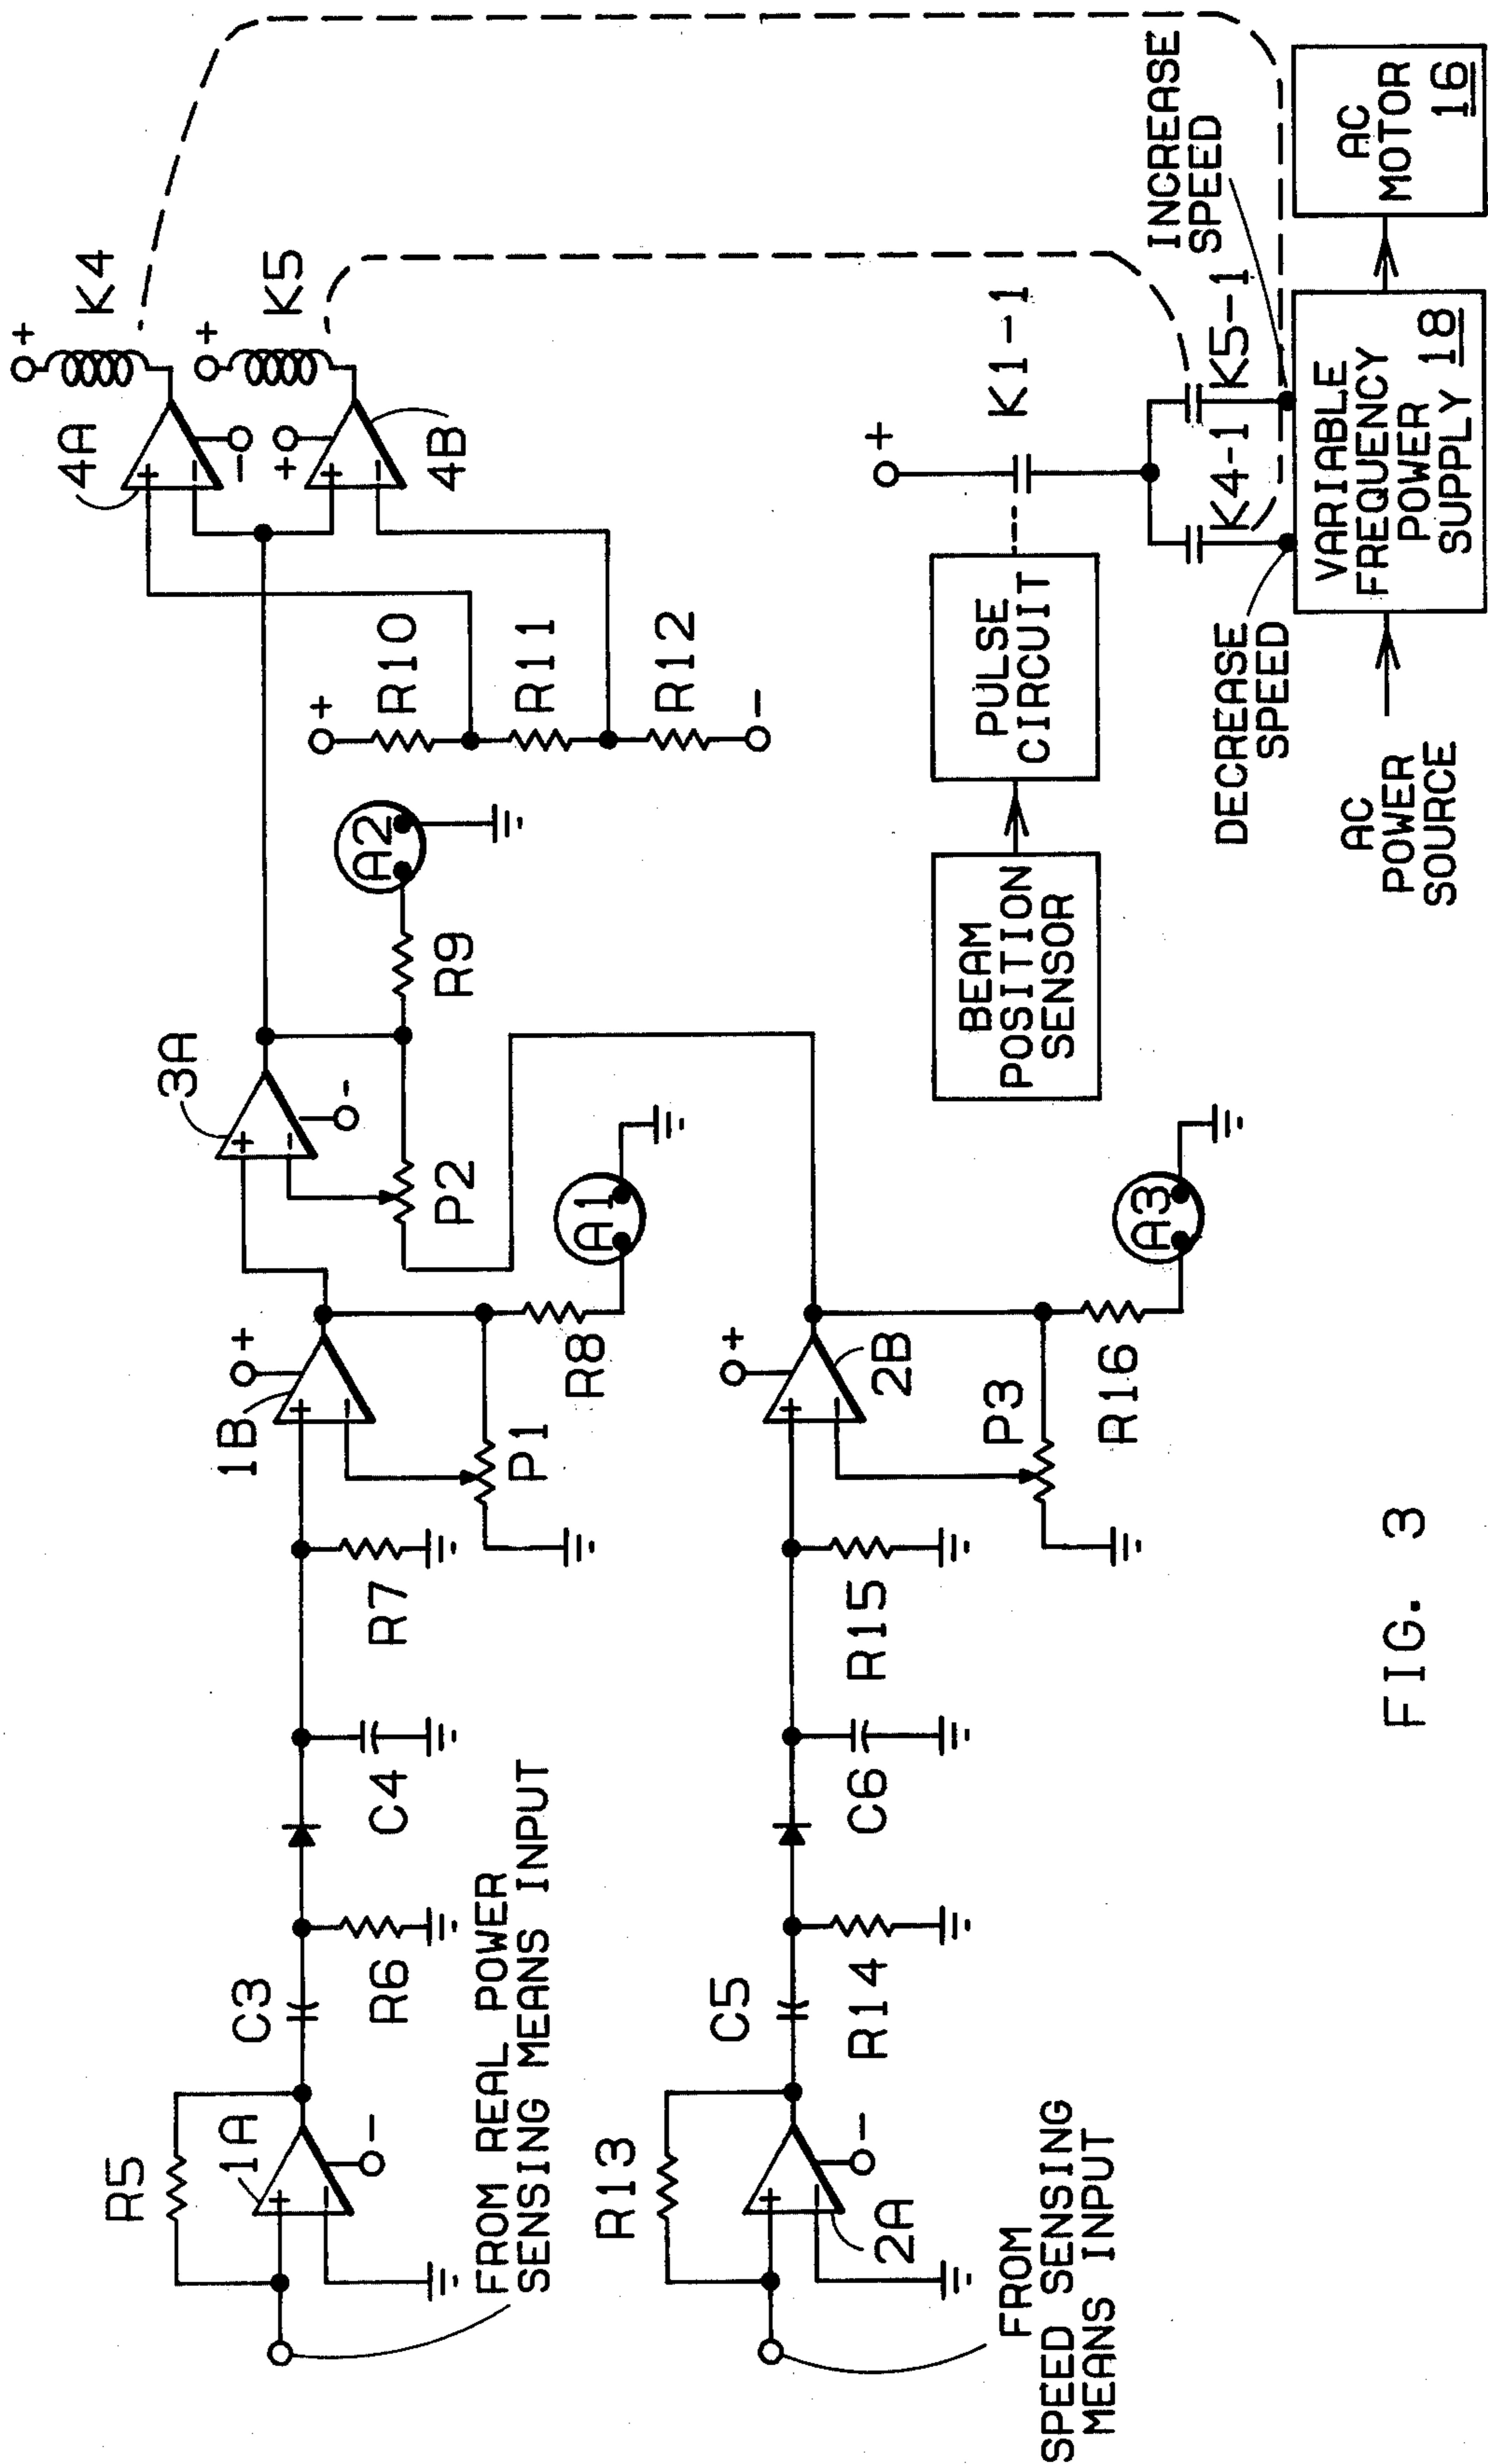 4A
K4
+
+
K5
4B
3A
R10
R11
R12
A2
R9
P2
1B
A1
R8
P1
R7
C4
R6
C3
R5
1A
FROM REAL POWER
SENSING MEANS INPUT
2B
A3
R16
P3
R15
C6
R14
C5
R13
2A
FROM
SPEED SENSING
MEANS INPUT
BEAM
POSITION
SENSOR
PULSE
CIRCUIT
K1-1
K4-1
K5-1
INCREASE
SPEED
DECREASE
SPEED
AC
POWER
SOURCE
VARIABLE
FREQUENCY
POWER
SUPPLY 18
AC
MOTOR
16
FIG. 3